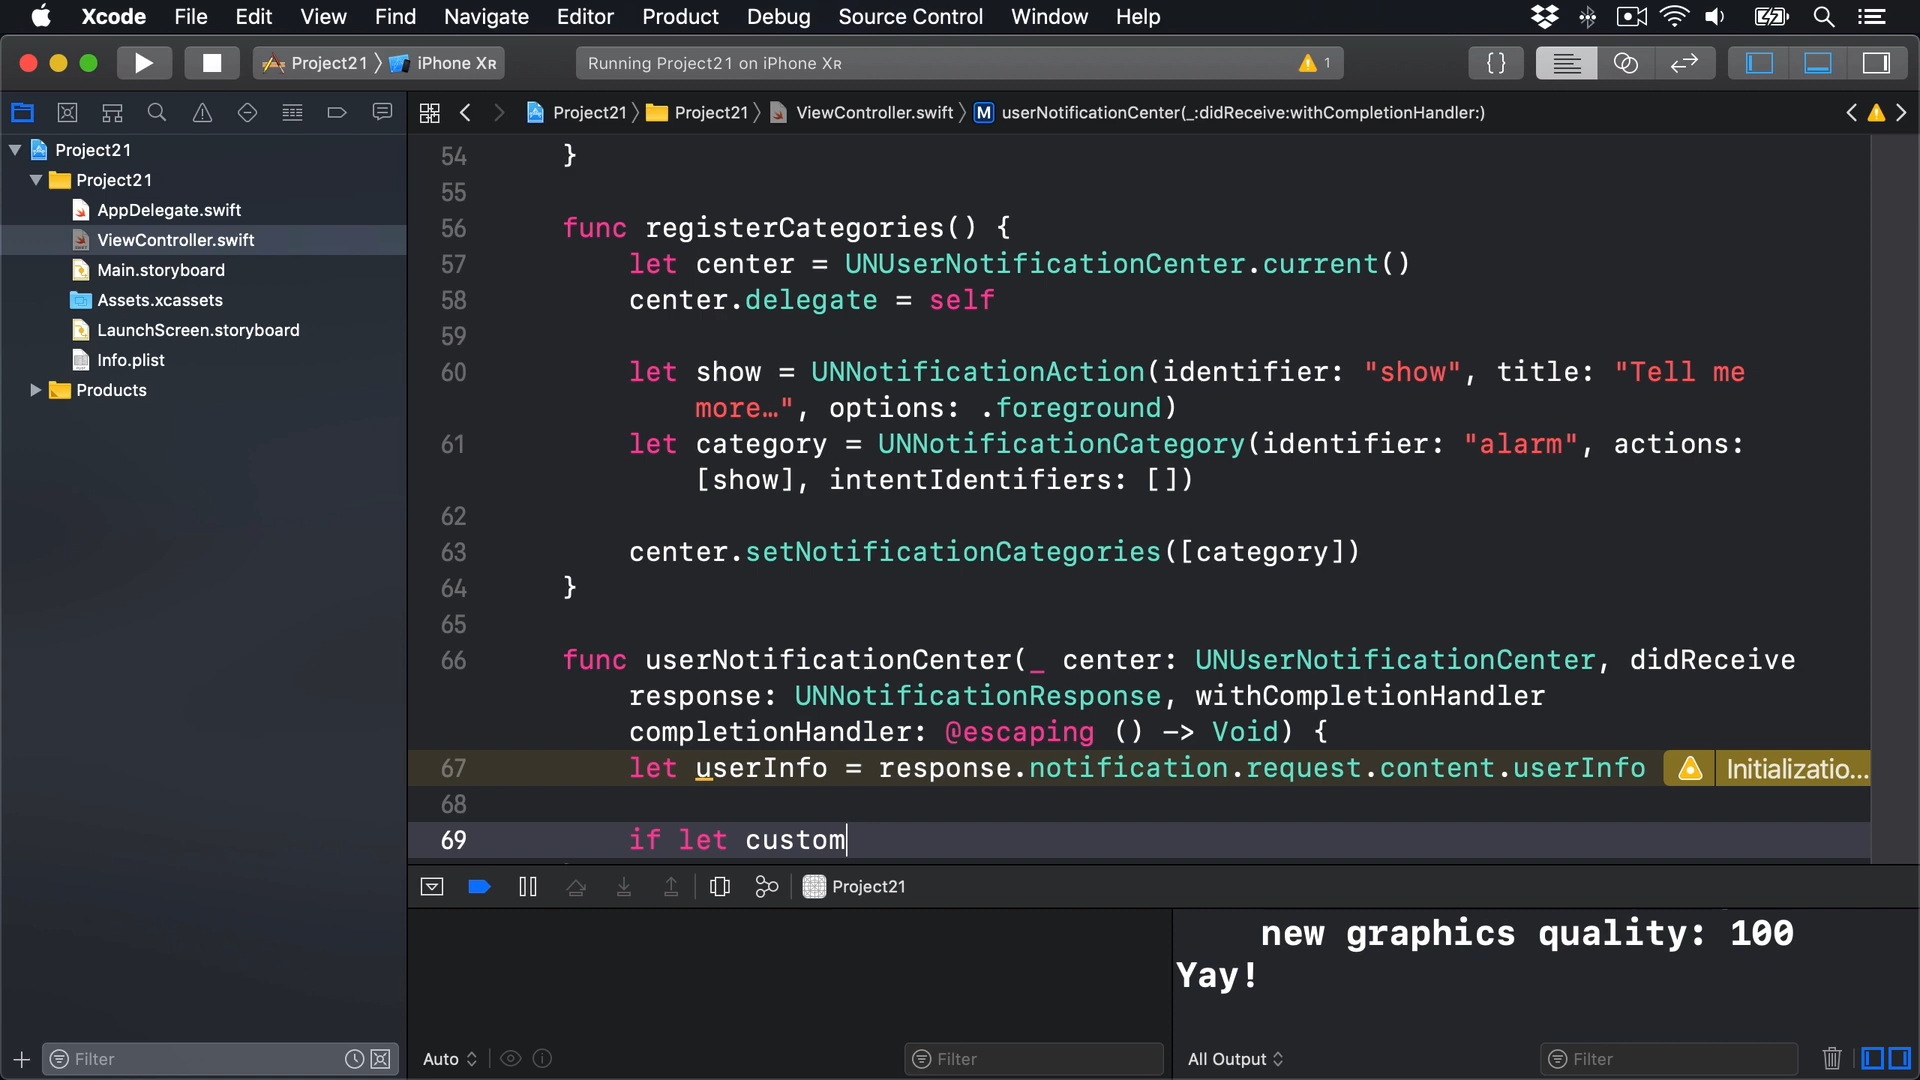 Xcode File Edit View Find Navigate Editor Product Debug Source Control Window Help
Project21 iPhone XR Running Project21 on iPhone XR 1 {}
Project21 Project21 ViewController.swift M userNotificationCenter(_:didReceive:withCompletionHandler:)
Project21
Project21
AppDelegate.swift
ViewController.swift
Main.storyboard
Assets.xcassets
LaunchScreen.storyboard
Info.plist
Products
Filter
54 }
55
56 func registerCategories() {
57 let center = UNUserNotificationCenter.current()
58 center.delegate = self
59
60 let show = UNNotificationAction(identifier: "show", title: "Tell me
more…", options: .foreground)
61 let category = UNNotificationCategory(identifier: "alarm", actions:
[show], intentIdentifiers: [])
62
63 center.setNotificationCategories([category])
64 }
65
66 func userNotificationCenter(_ center: UNUserNotificationCenter, didReceive
response: UNNotificationResponse, withCompletionHandler
completionHandler: @escaping () -> Void) {
67 let userInfo = response.notification.request.content.userInfo Initializatio...
68
69 if let custom
Project21
new graphics quality: 100
Yay!
Auto Filter All Output Filter